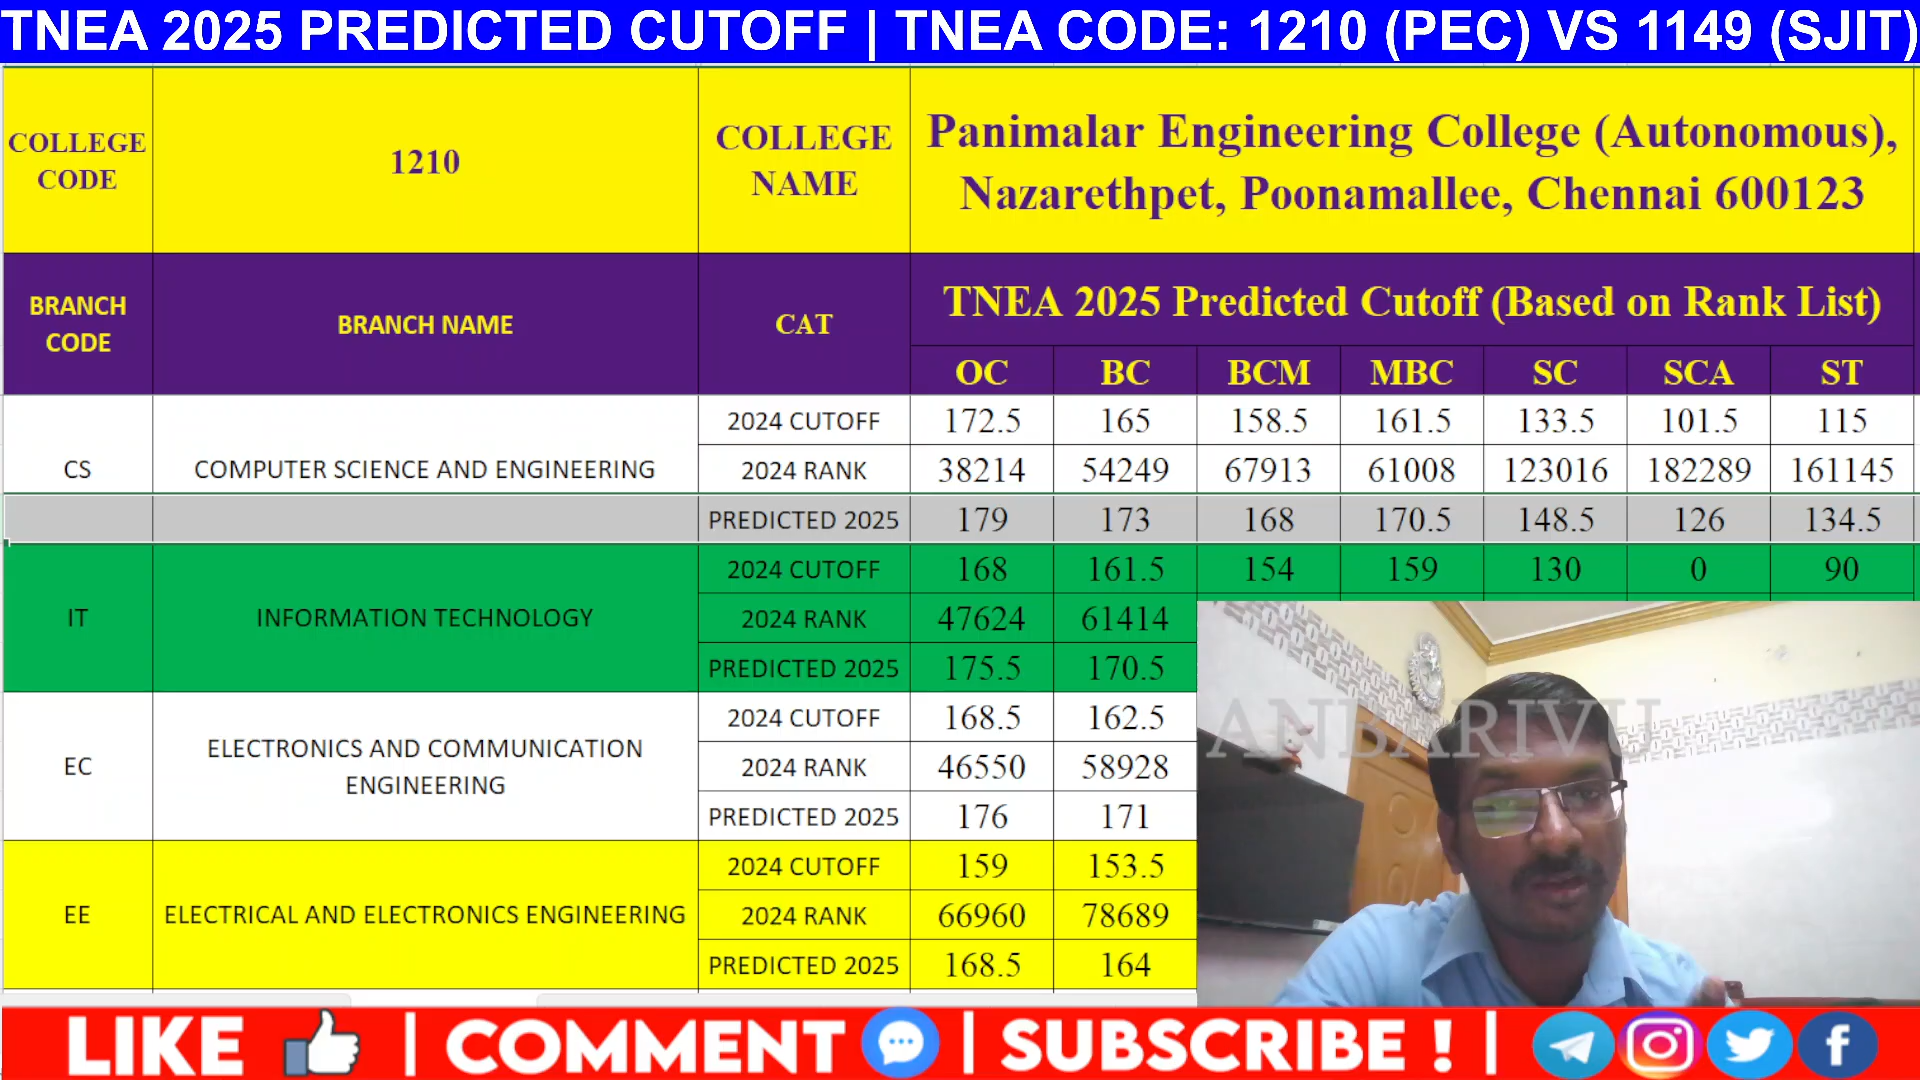 TNEA 2025 PREDICTED CUTOFF | TNEA CODE: 1210 (PEC) VS 1149 (SJIT)
COLLEGE CODE 1210 COLLEGE NAME Panimalar Engineering College (Autonomous),
Nazarethpet, Poonamallee, Chennai 600123
BRANCH CODE BRANCH NAME CAT TNEA 2025 Predicted Cutoff (Based on Rank List)
OC BC BCM MBC SC SCA ST
2024 CUTOFF 172.5 165 158.5 161.5 133.5 101.5 115
CS COMPUTER SCIENCE AND ENGINEERING 2024 RANK 38214 54249 67913 61008 123016 182289 161145
PREDICTED 2025 179 173 168 170.5 148.5 126 134.5
2024 CUTOFF 168 161.5 154 159 130 0 90
IT INFORMATION TECHNOLOGY 2024 RANK 47624 61414
PREDICTED 2025 175.5 170.5
2024 CUTOFF 168.5 162.5
EC ELECTRONICS AND COMMUNICATION ENGINEERING 2024 RANK 46550 58928
PREDICTED 2025 176 171
2024 CUTOFF 159 153.5
EE ELECTRICAL AND ELECTRONICS ENGINEERING 2024 RANK 66960 78689
PREDICTED 2025 168.5 164
ANBARIVU
LIKE | COMMENT | SUBSCRIBE ! |